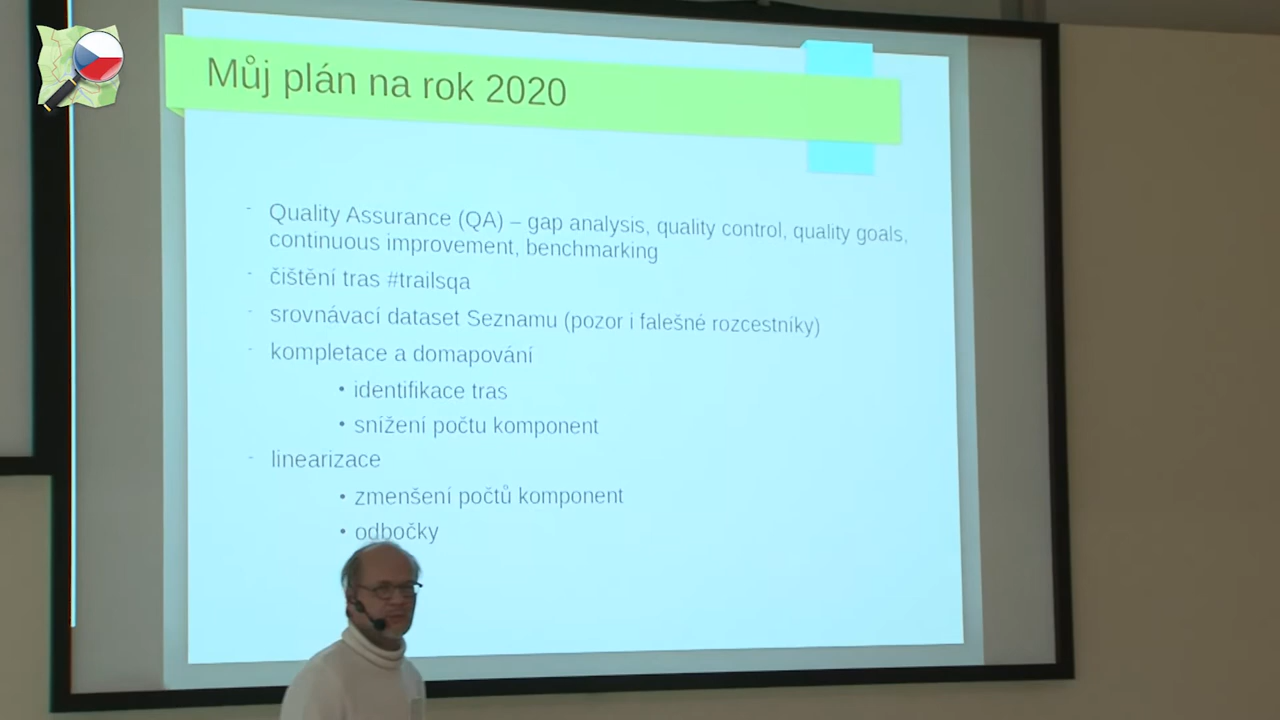 Můj plán na rok 2020
- Quality Assurance (QA) – gap analysis, quality control, quality goals,
continuous improvement, benchmarking
- čištění tras #trailsqa
- srovnávací dataset Seznamu (pozor i falešné rozcestníky)
- kompletace a domapování
• identifikace tras
• snížení počtu komponent
- linearizace
• zmenšení počtů komponent
• odbočky